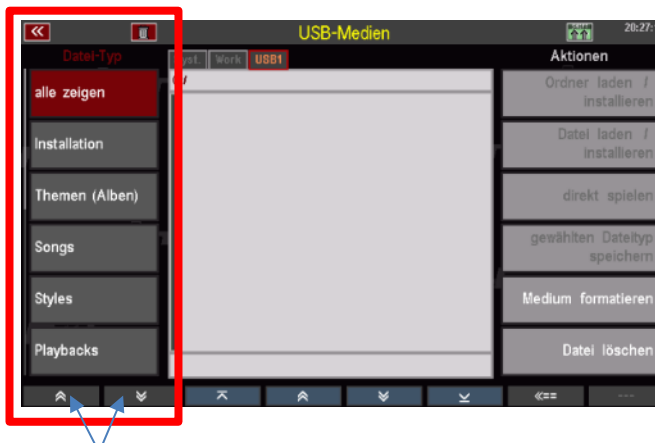 USB-Medien
20:27:
Datei-Typ
yst. Work USB1
Aktionen
alle zeigen
Installation
Themen (Alben)
Songs
Styles
Playbacks
Ordner laden /
installieren
Datei laden /
installieren
direkt spielen
gewählten Dateityp
speichern
Medium formatieren
Datei löschen
«==
---